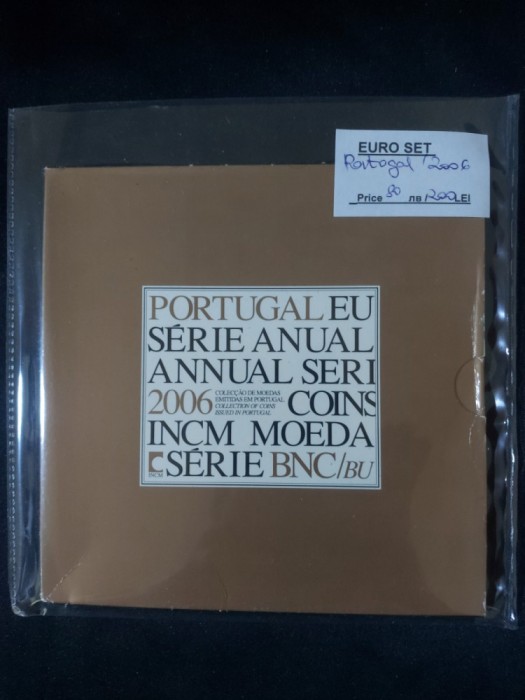 EURO SET
Portugal '2006
Price 80 лв /200LEI
PORTUGAL EU
SÉRIE ANUAL
ANNUAL SERI
2006 COLECÇÃO DE MOEDAS EMITIDAS EM PORTUGAL COLLECTION OF COINS ISSUED IN PORTUGAL COINS
INCM MOEDA
INCM SÉRIE BNC/BU